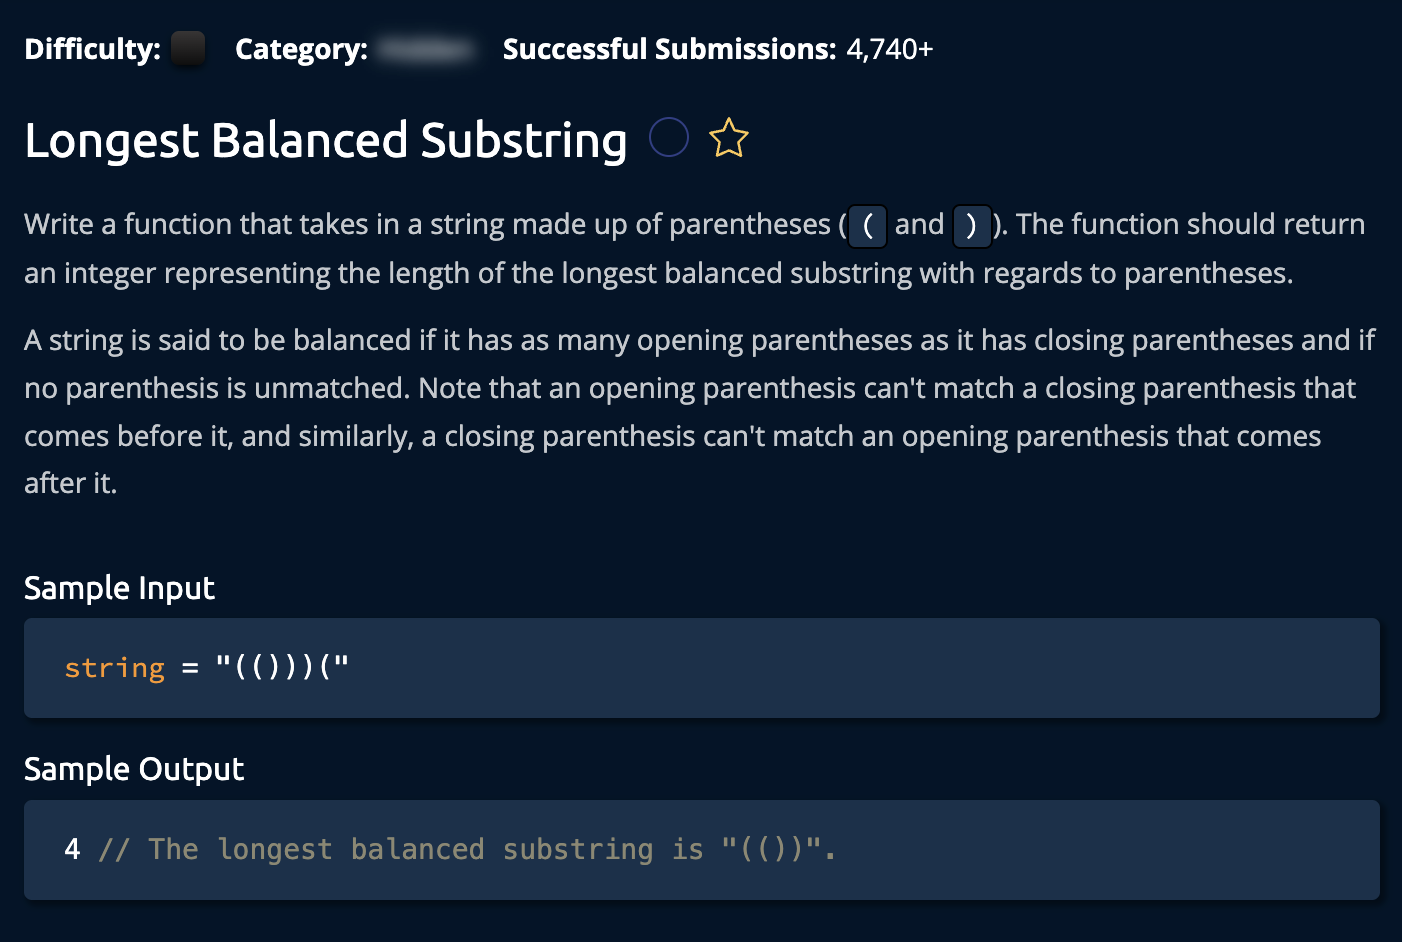 Difficulty: Category: Successful Submissions: 4,740+
Longest Balanced Substring
Write a function that takes in a string made up of parentheses ( ( and ) ). The function should return
an integer representing the length of the longest balanced substring with regards to parentheses.
A string is said to be balanced if it has as many opening parentheses as it has closing parentheses and if
no parenthesis is unmatched. Note that an opening parenthesis can't match a closing parenthesis that
comes before it, and similarly, a closing parenthesis can't match an opening parenthesis that comes
after it.
Sample Input
string = "(()))("
Sample Output
4 // The longest balanced substring is "(())".